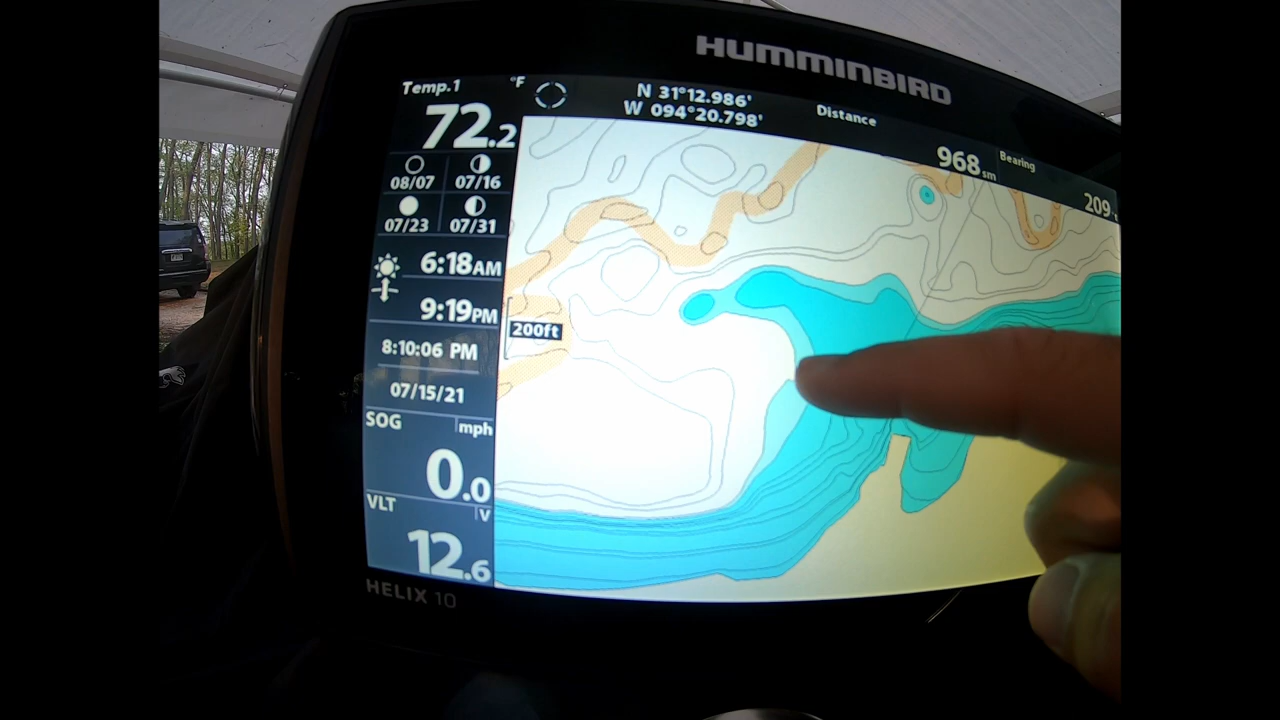 HUMMINBIRD
Temp.1 °F
72.2
N 31°12.986'
W 094°20.798'
Distance
968 sm
Bearing
209
08/07 07/16
07/23 07/31
6:18AM
9:19PM
200ft
8:10:06 PM
07/15/21
SOG mph
0.0
VLT V
12.6
HELIX 10